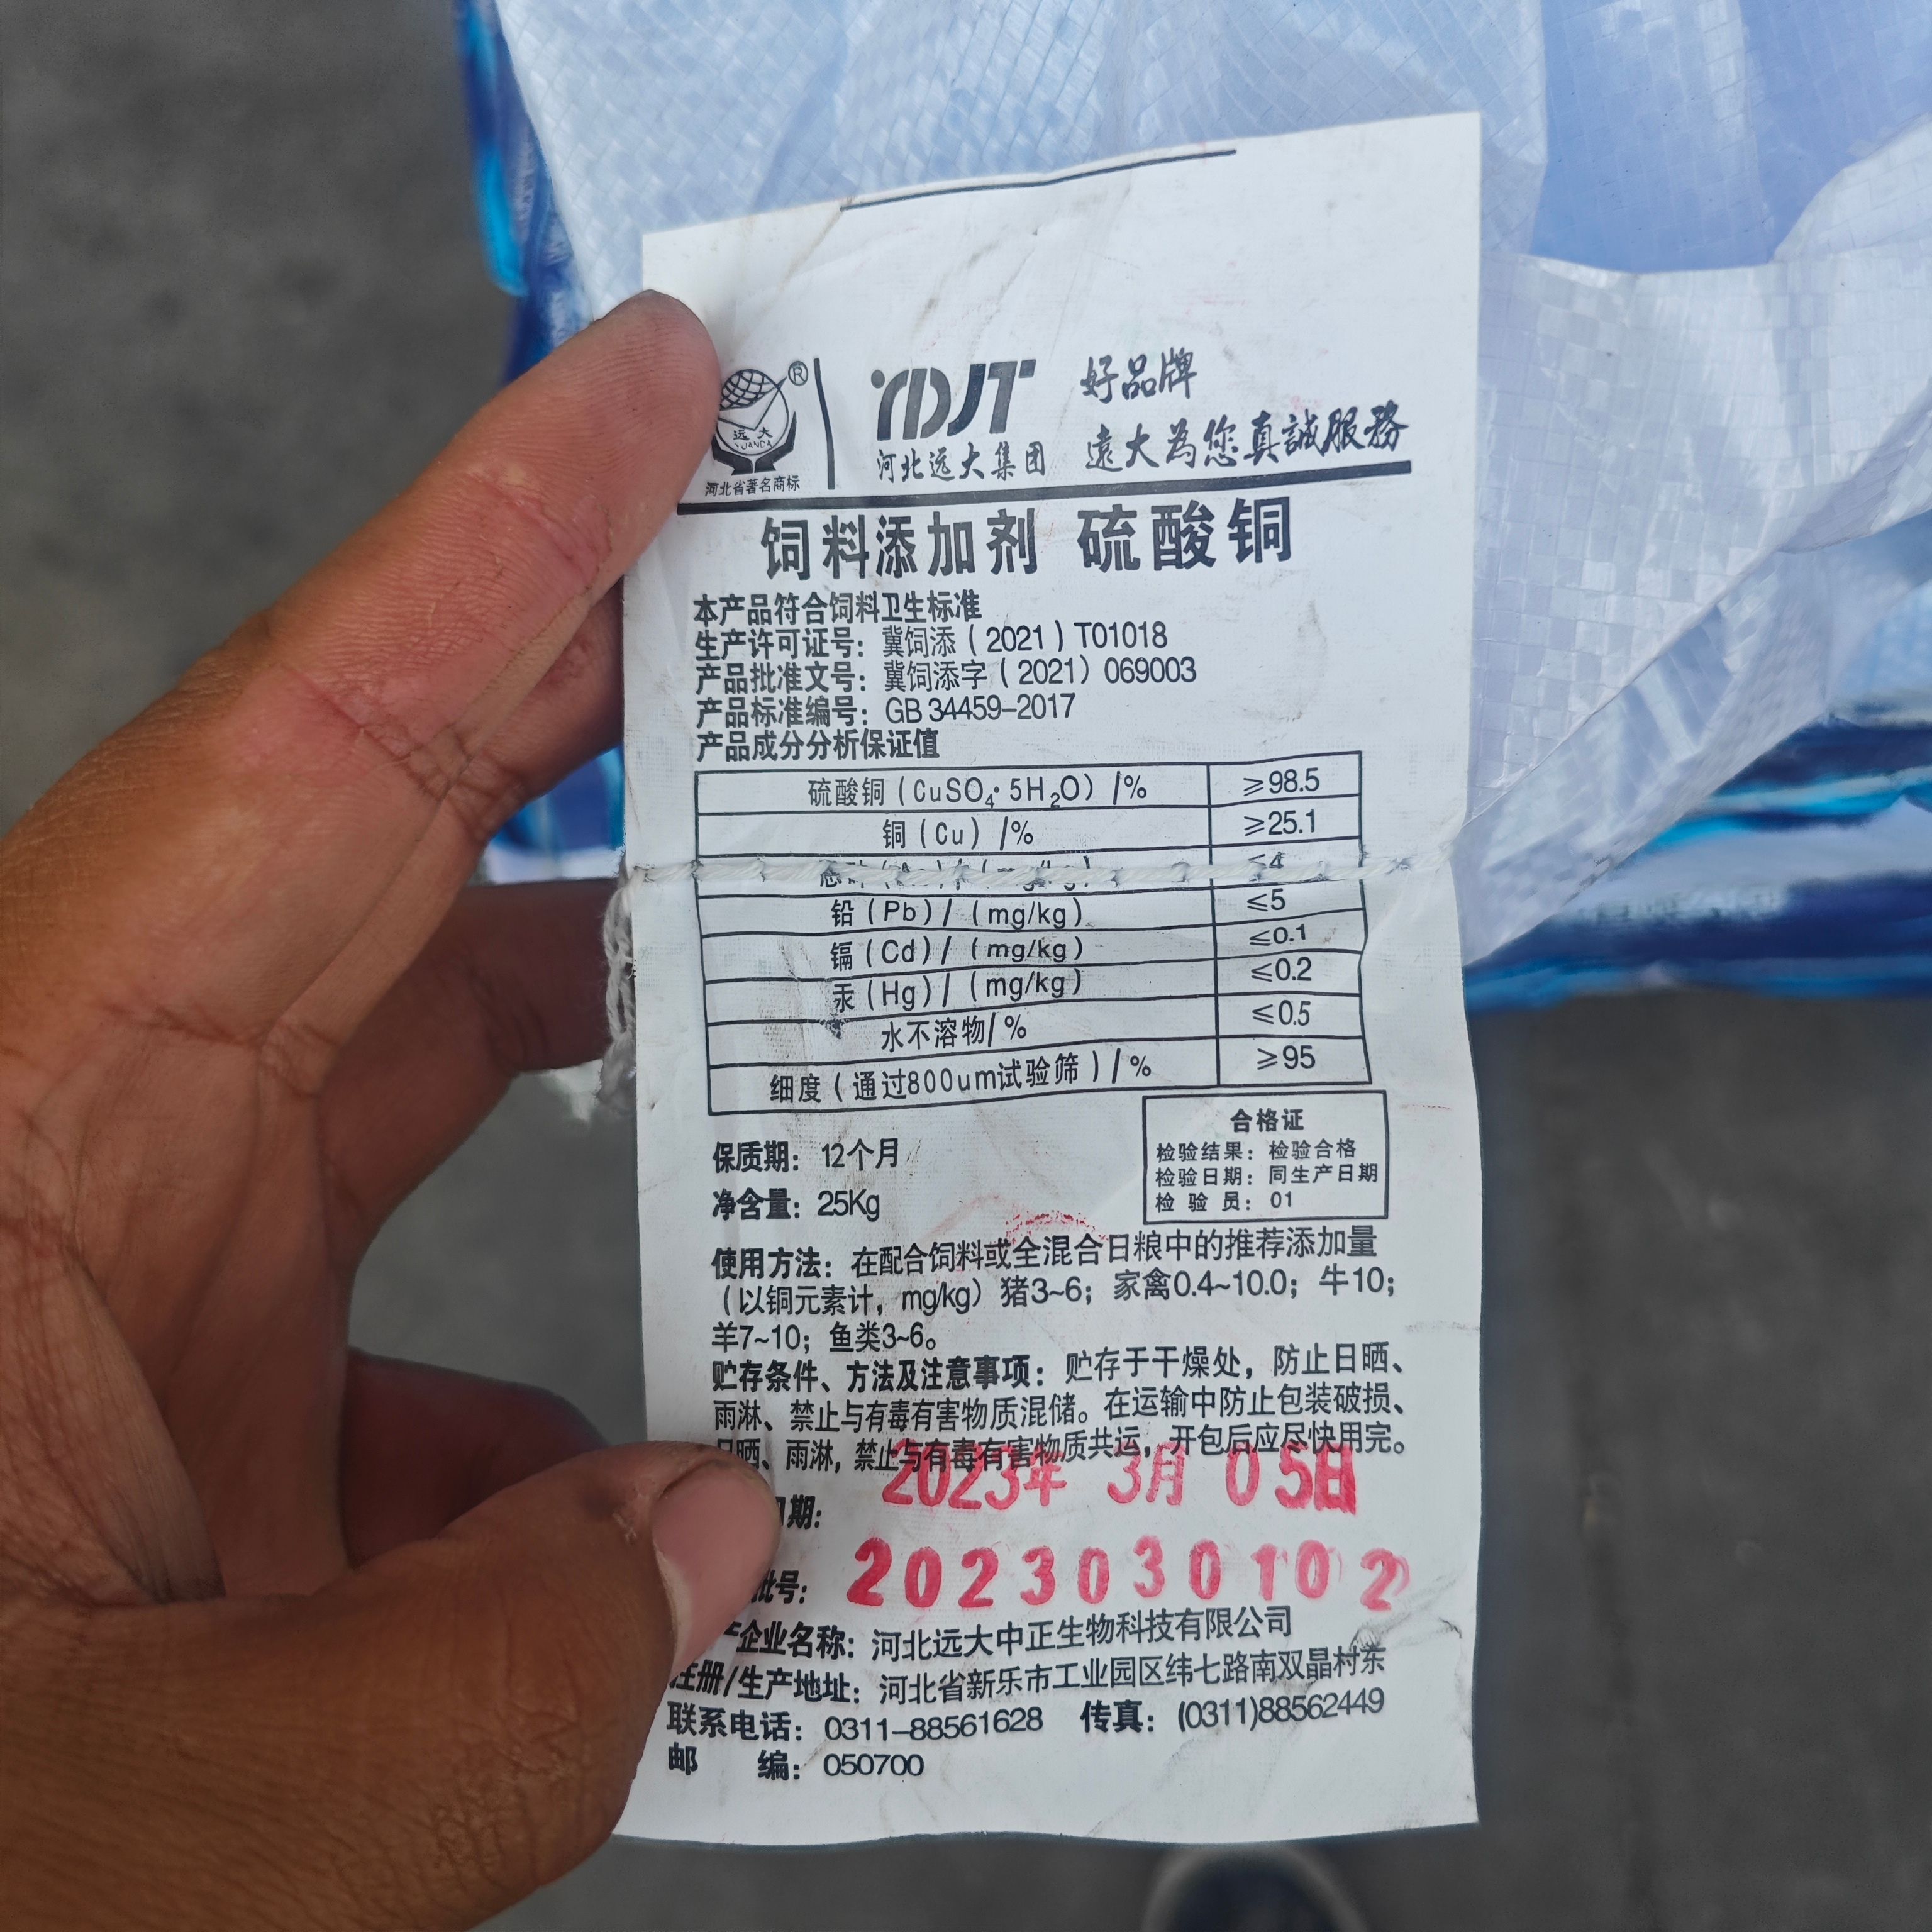 ®
远大
YUANDA
河北省著名商标
YDJT
河北远大集团
好品牌
遠大為您真誠服務
饲料添加剂 硫酸铜
本产品符合饲料卫生标准
生产许可证号：冀饲添（2021）T01018
产品批准文号：冀饲添字（2021）069003
产品标准编号：GB 34459-2017
产品成分分析保证值
硫酸铜（CuSO4·5H2O）/% ≥98.5
铜（Cu）/% ≥25.1
≤4
铅（Pb）/（mg/kg） ≤5
镉（Cd）/（mg/kg） ≤0.1
汞（Hg）/（mg/kg） ≤0.2
水不溶物/% ≤0.5
细度（通过800um试验筛）/% ≥95
保质期：12个月
净含量：25Kg
合格证
检验结果：检验合格
检验日期：同生产日期
检 验 员：01
使用方法：在配合饲料或全混合日粮中的推荐添加量
（以铜元素计，mg/kg）猪3~6；家禽0.4~10.0；牛10；
羊7~10；鱼类3~6。
贮存条件、方法及注意事项：贮存于干燥处，防止日晒、
雨淋、禁止与有毒有害物质混储。在运输中防止包装破损、
日晒、雨淋，禁止与有毒有害物质共运，开包后应尽快用完。
日期：2023年 3月 05日
批号：2023030102
企业名称：河北远大中正生物科技有限公司
注册/生产地址：河北省新乐市工业园区纬七路南双晶村东
联系电话：0311-88561628 传真：(0311)88562449
邮 编：050700